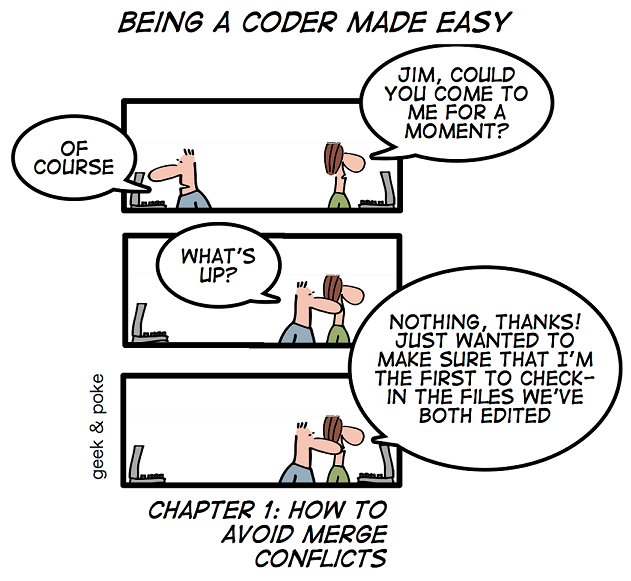 BEING A CODER MADE EASY
JIM, COULD
YOU COME TO
ME FOR A
MOMENT?
OF
COURSE
WHAT'S
UP?
NOTHING, THANKS!
JUST WANTED TO
MAKE SURE THAT I'M
THE FIRST TO CHECK-
IN THE FILES WE'VE
BOTH EDITED
geek & poke
CHAPTER 1: HOW TO
AVOID MERGE
CONFLICTS